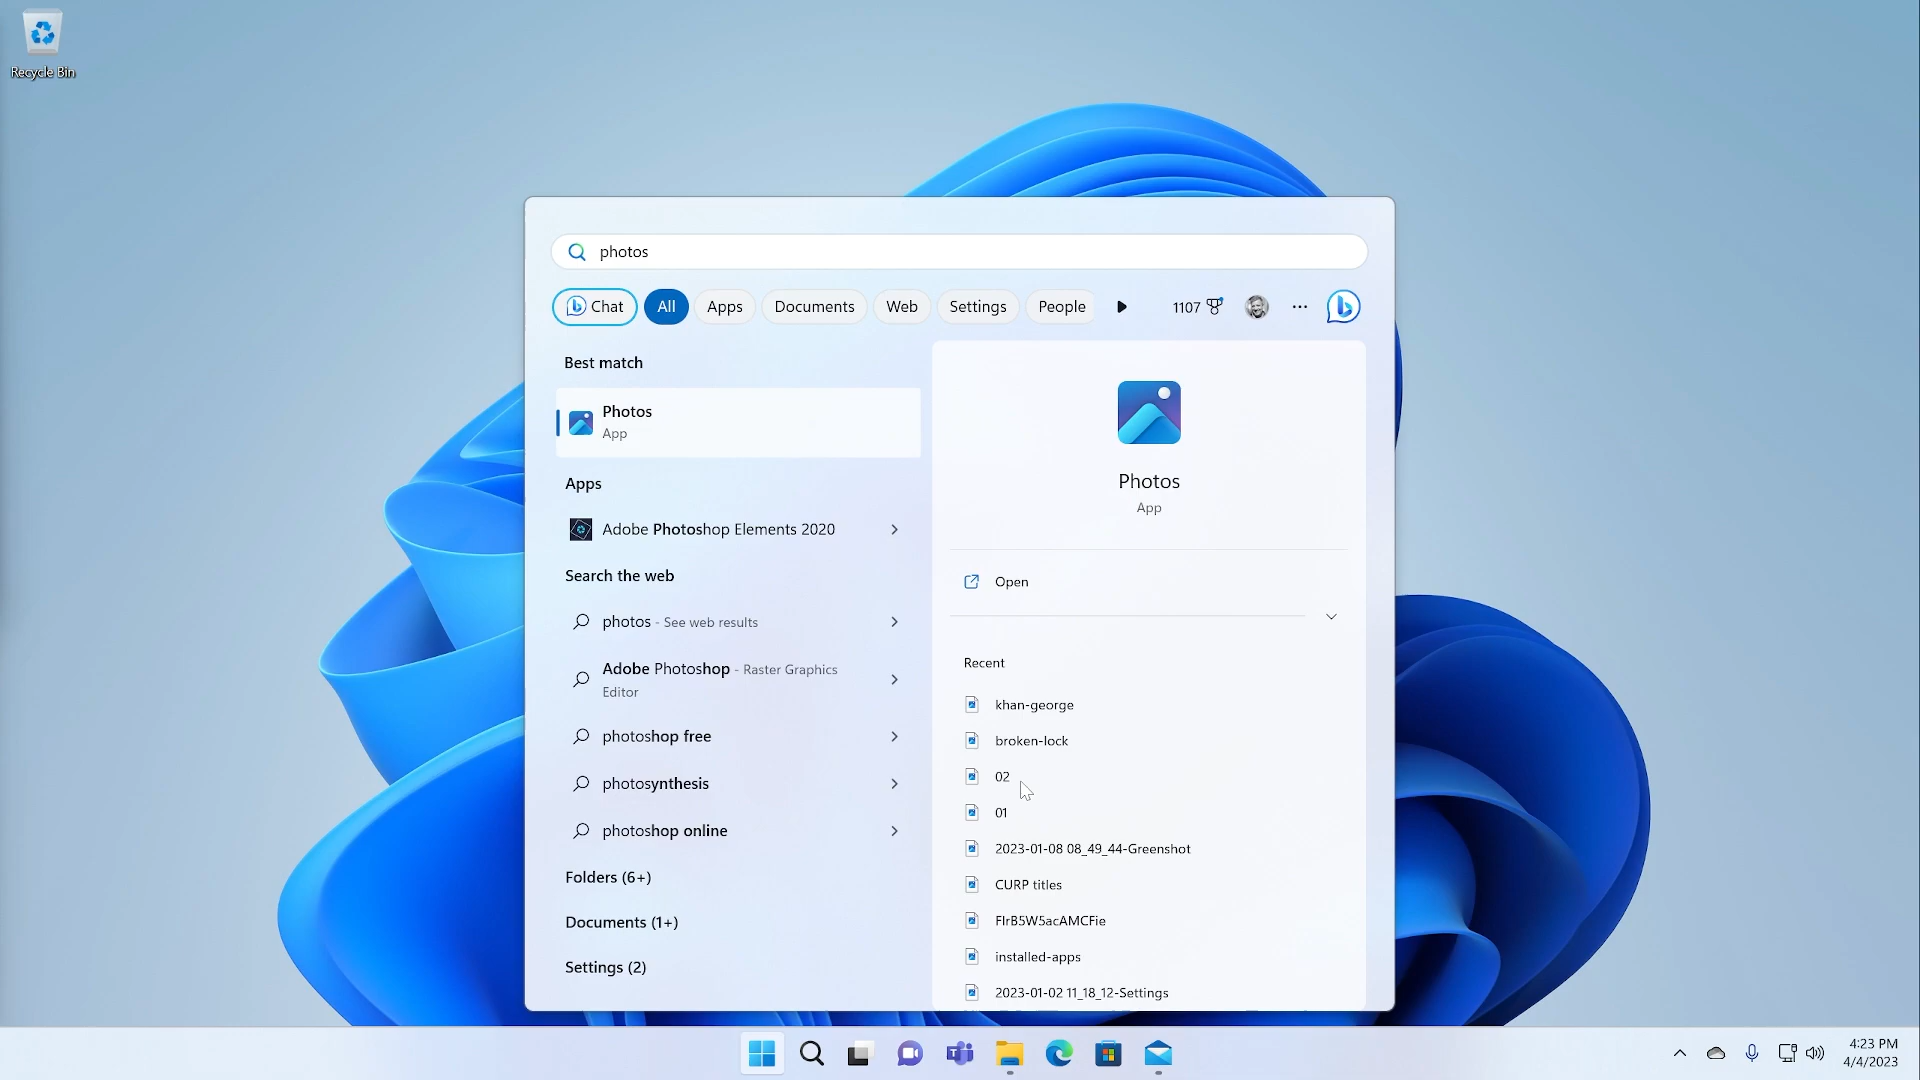 Recycle Bin
photos
Chat
All
Apps
Documents
Web
Settings
People
1107
Best match
Photos
App
Apps
Adobe Photoshop Elements 2020
Search the web
photos - See web results
Adobe Photoshop - Raster Graphics
Editor
photoshop free
photosynthesis
photoshop online
Folders (6+)
Documents (1+)
Settings (2)
Photos
App
Open
Recent
khan-george
broken-lock
02
01
2023-01-08 08_49_44-Greenshot
CURP titles
FIrB5W5acAMCFie
installed-apps
2023-01-02 11_18_12-Settings
4:23 PM
4/4/2023